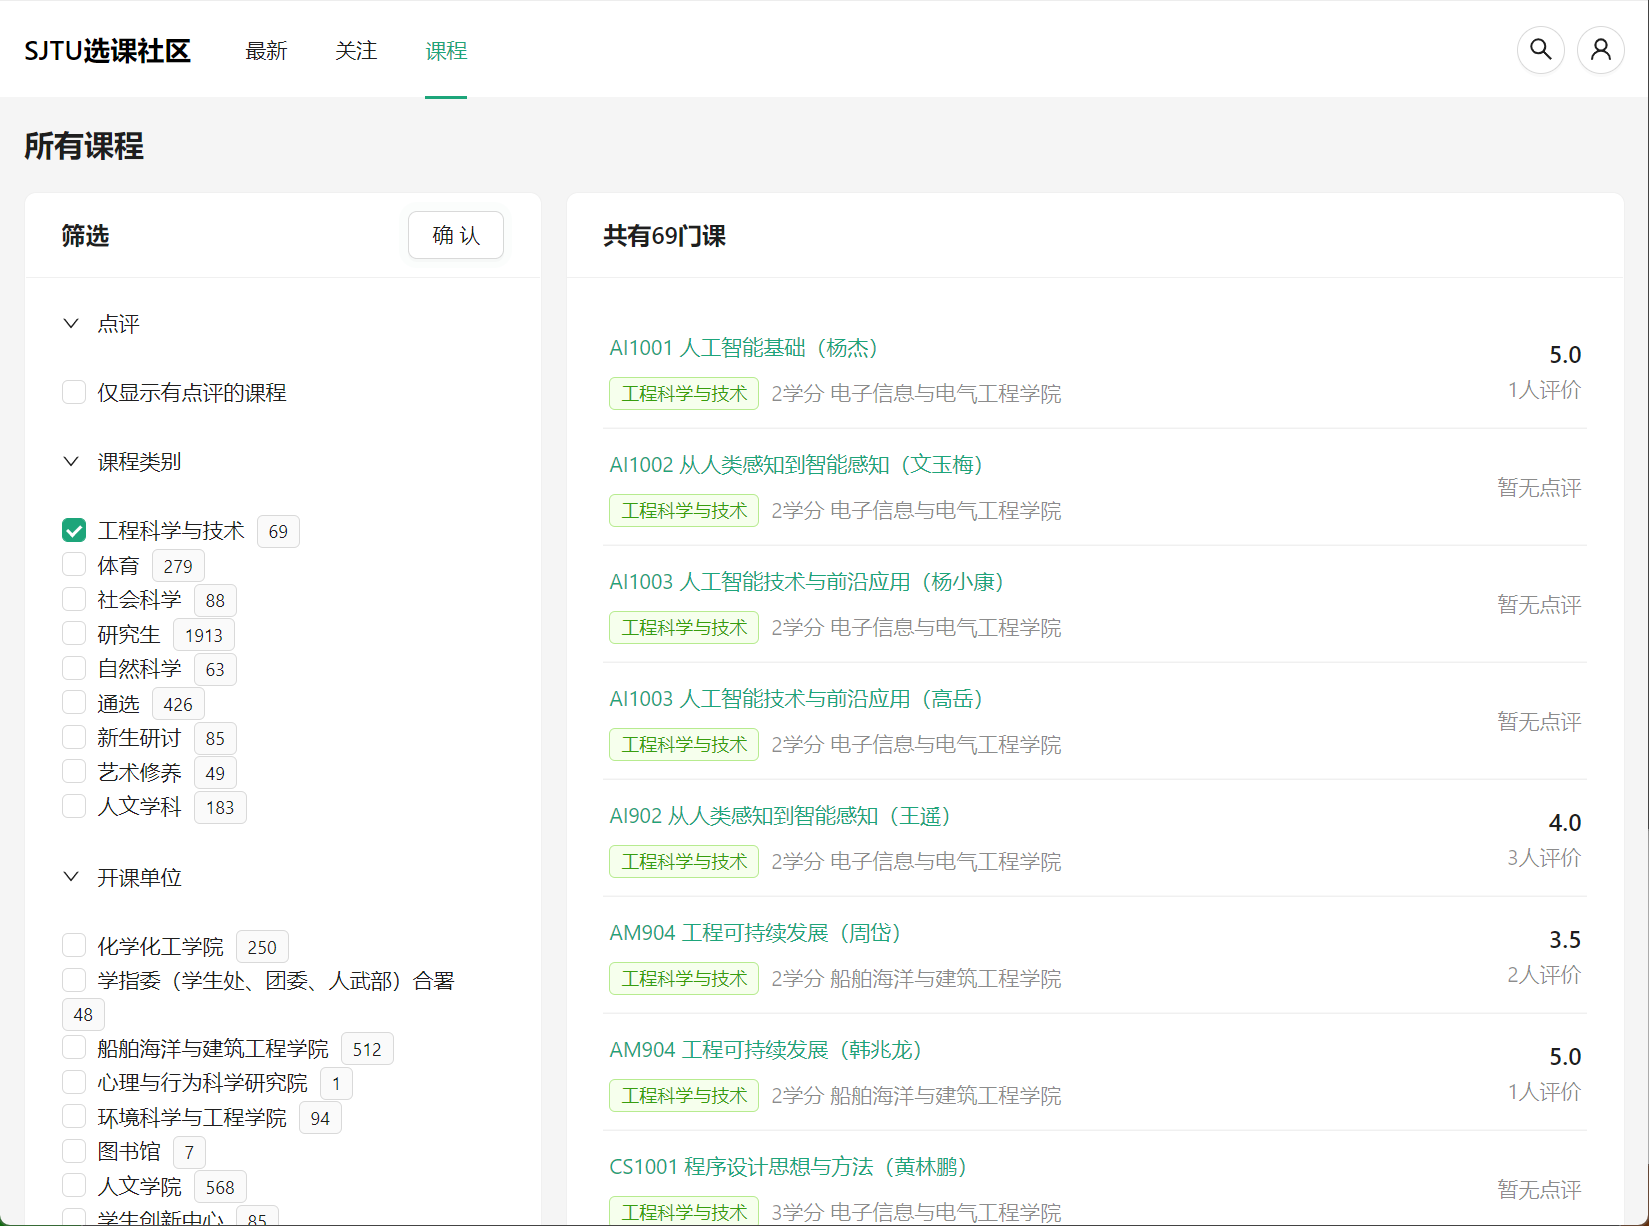 SJTU选课社区 最新 关注 课程
所有课程
筛选 确 认
点评
仅显示有点评的课程
课程类别
工程科学与技术 69
体育 279
社会科学 88
研究生 1913
自然科学 63
通选 426
新生研讨 85
艺术修养 49
人文学科 183
开课单位
化学化工学院 250
学指委（学生处、团委、人武部）合署
48
船舶海洋与建筑工程学院 512
心理与行为科学研究院 1
环境科学与工程学院 94
图书馆 7
人文学院 568
学生创新中心 85
共有69门课
AI1001 人工智能基础（杨杰）
5.0
工程科学与技术 2学分 电子信息与电气工程学院
1人评价
AI1002 从人类感知到智能感知（文玉梅）
暂无点评
工程科学与技术 2学分 电子信息与电气工程学院
AI1003 人工智能技术与前沿应用（杨小康）
暂无点评
工程科学与技术 2学分 电子信息与电气工程学院
AI1003 人工智能技术与前沿应用（高岳）
暂无点评
工程科学与技术 2学分 电子信息与电气工程学院
AI902 从人类感知到智能感知（王遥）
4.0
工程科学与技术 2学分 电子信息与电气工程学院
3人评价
AM904 工程可持续发展（周岱）
3.5
工程科学与技术 2学分 船舶海洋与建筑工程学院
2人评价
AM904 工程可持续发展（韩兆龙）
5.0
工程科学与技术 2学分 船舶海洋与建筑工程学院
1人评价
CS1001 程序设计思想与方法（黄林鹏）
暂无点评
工程科学与技术 3学分 电子信息与电气工程学院